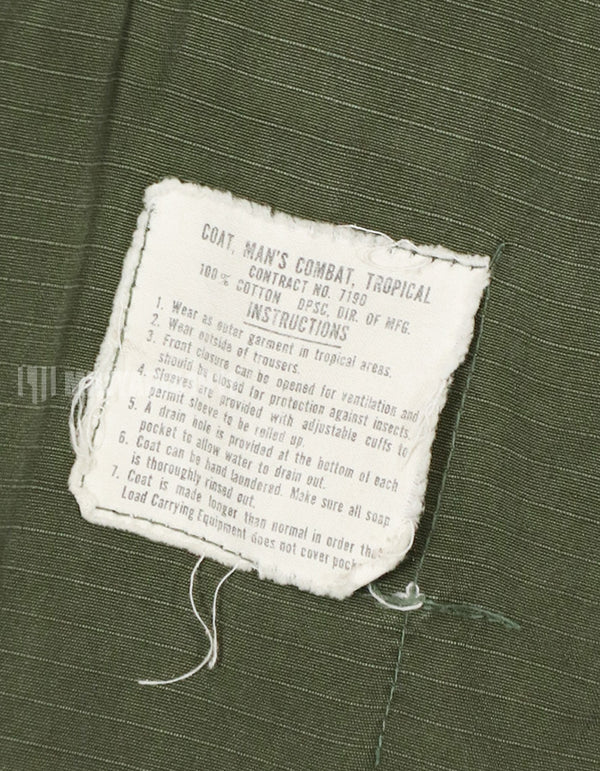 COAT, MAN'S COMBAT, TROPICAL
CONTRACT NO. 7190
100% COTTON DPSC, DIR. OF MFG.
INSTRUCTIONS
1. Wear as outer garment in tropical areas.
2. Wear outside of trousers.
3. Front closure can be opened for ventilation and
should be closed for protection against insects.
4. Sleeves are provided with adjustable cuffs to
permit sleeve to be rolled up.
5. A drain hole is provided at the bottom of each
pocket to allow water to drain out.
6. Coat can be hand laundered. Make sure all soap
is thoroughly rinsed out.
7. Coat is made longer than normal in order that
Load Carrying Equipment does not cover pock